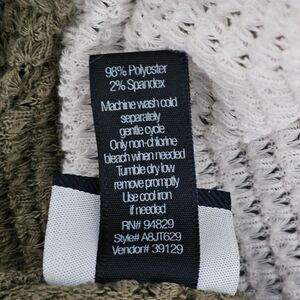 98% Polyester
2% Spandex
Machine wash cold
separately
gentle cycle
Only non-chlorine
bleach when needed
Tumble dry low
remove promptly
Use cool iron
if needed
RN# 94829
Style# A8JT629
Vendor# 39129